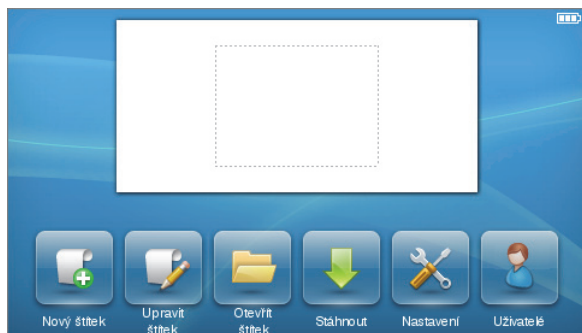 Nový štítek
Upravit
štítek
Otevřít
štítek
Stáhnout
Nastavení
Uživatelé